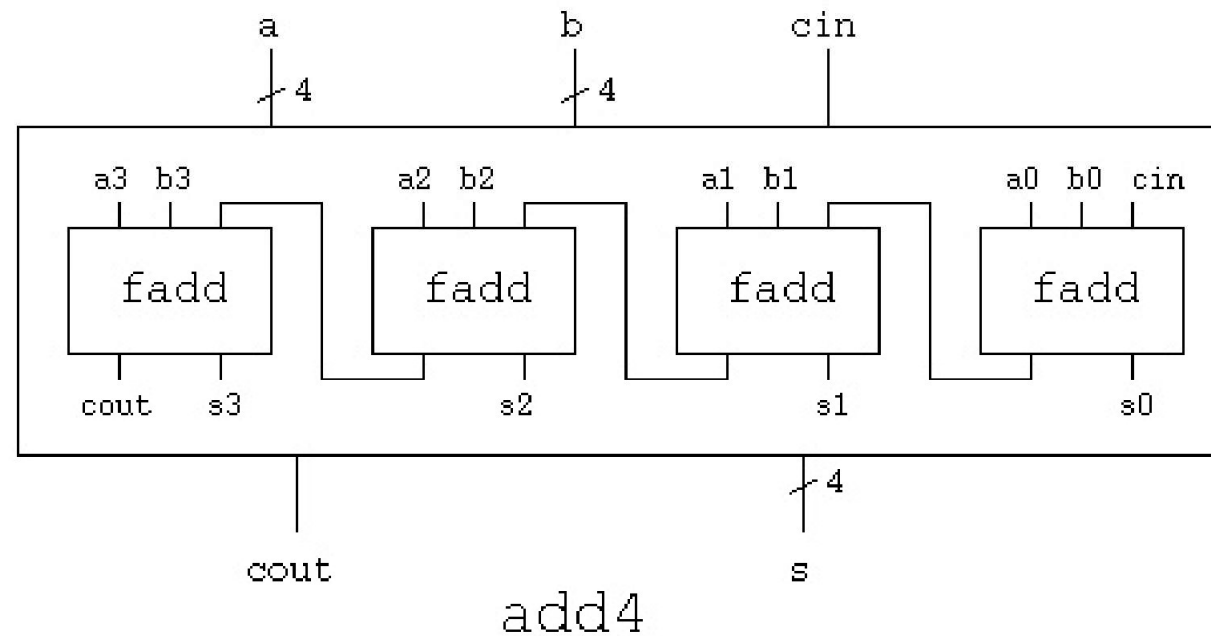 a b cin
4 4
a3 b3 a2 b2 a1 b1 a0 b0 cin
fadd fadd fadd fadd
cout s3 s2 s1 s0
4
cout s
add4